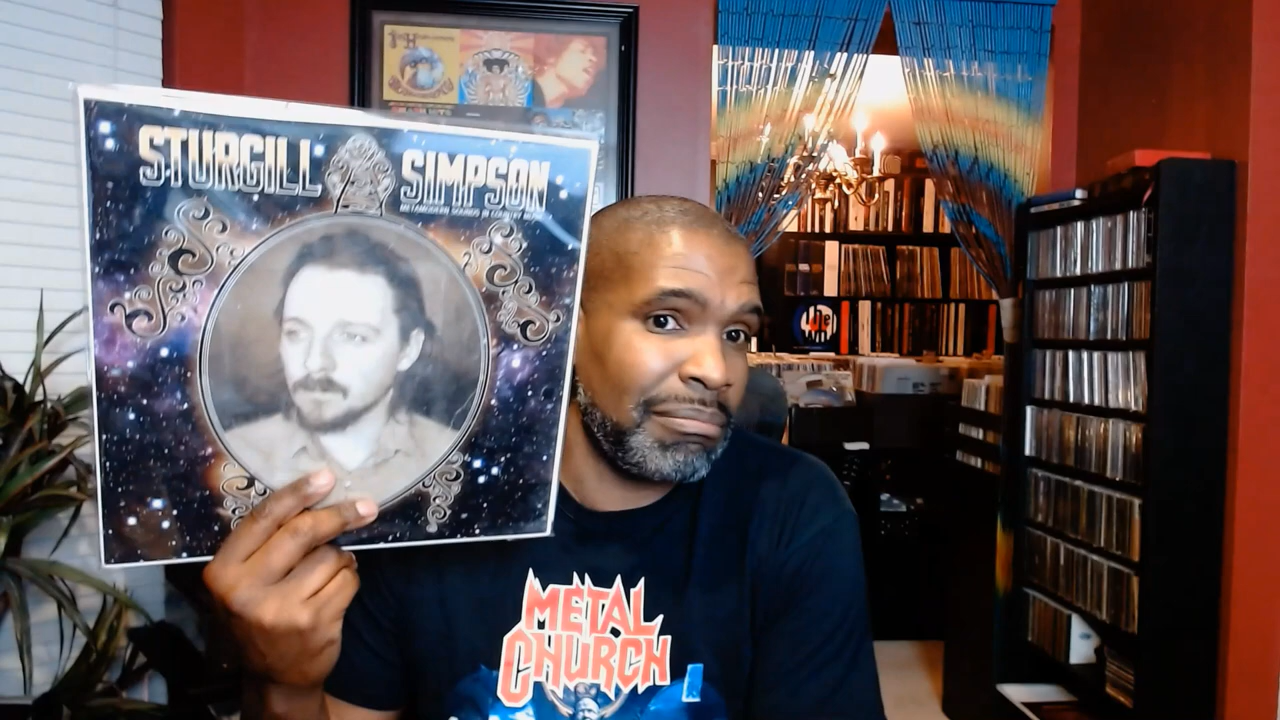 STURGILL SIMPSON
METAMODERN SOUNDS IN COUNTRY MUSIC
The WHO
METAL
CHURCH